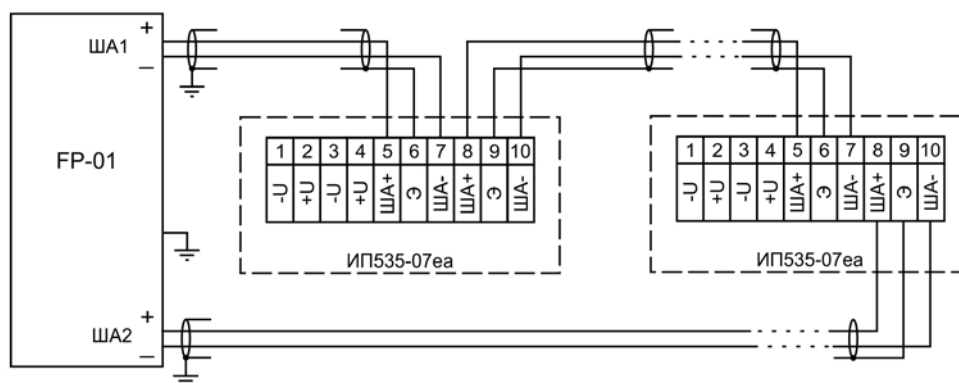 +
ША1
—
FP-01
+
ША2
—
1 2 3 4 5 6 7 8 9 10
-U +U -U +U ША+ Э ША- ША+ Э ША-
ИП535-07еа
1 2 3 4 5 6 7 8 9 10
-U +U -U +U ША+ Э ША- ША+ Э ША-
ИП535-07еа